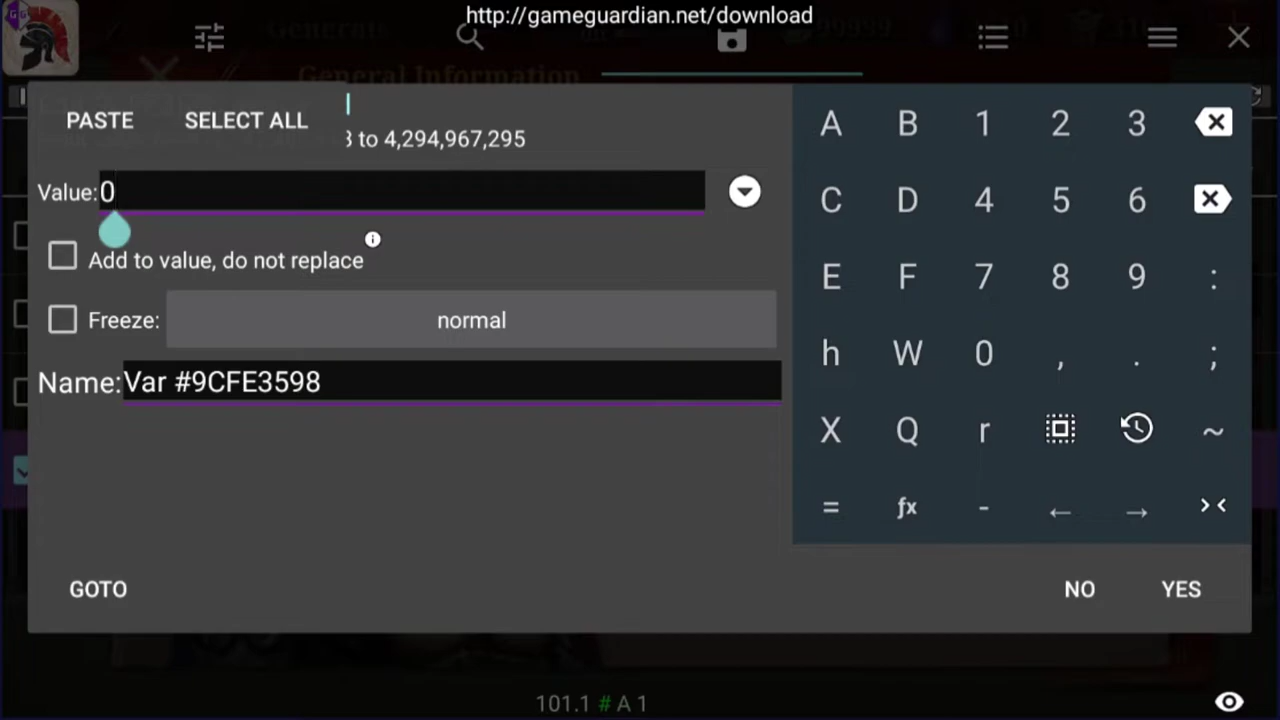 http://gameguardian.net/download
General Information
PASTE
SELECT ALL
3 to 4,294,967,295
Value:0
Add to value, do not replace
Freeze:
normal
Name:Var #9CFE3598
A B 1 2 3
C D 4 5 6
E F 7 8 9 :
h W 0 , . ;
X Q r ~
= fx - ← → ><
GOTO
NO
YES
101.1 # A 1